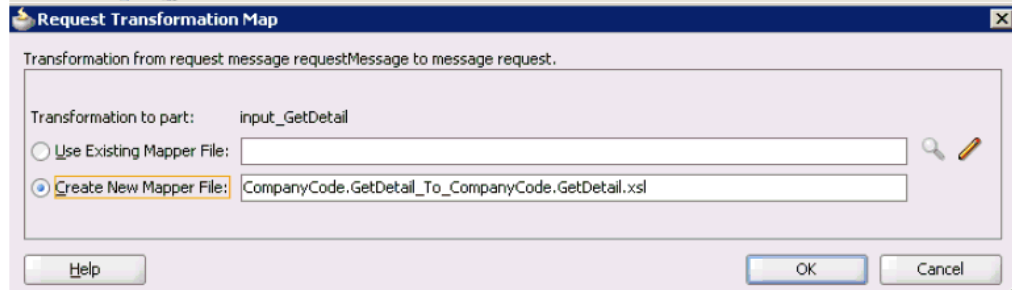 Request Transformation Map
Transformation from request message requestMessage to message request.
Transformation to part: input_GetDetail
Use Existing Mapper File:
Create New Mapper File: CompanyCode.GetDetail_To_CompanyCode.GetDetail.xsl
Help OK Cancel